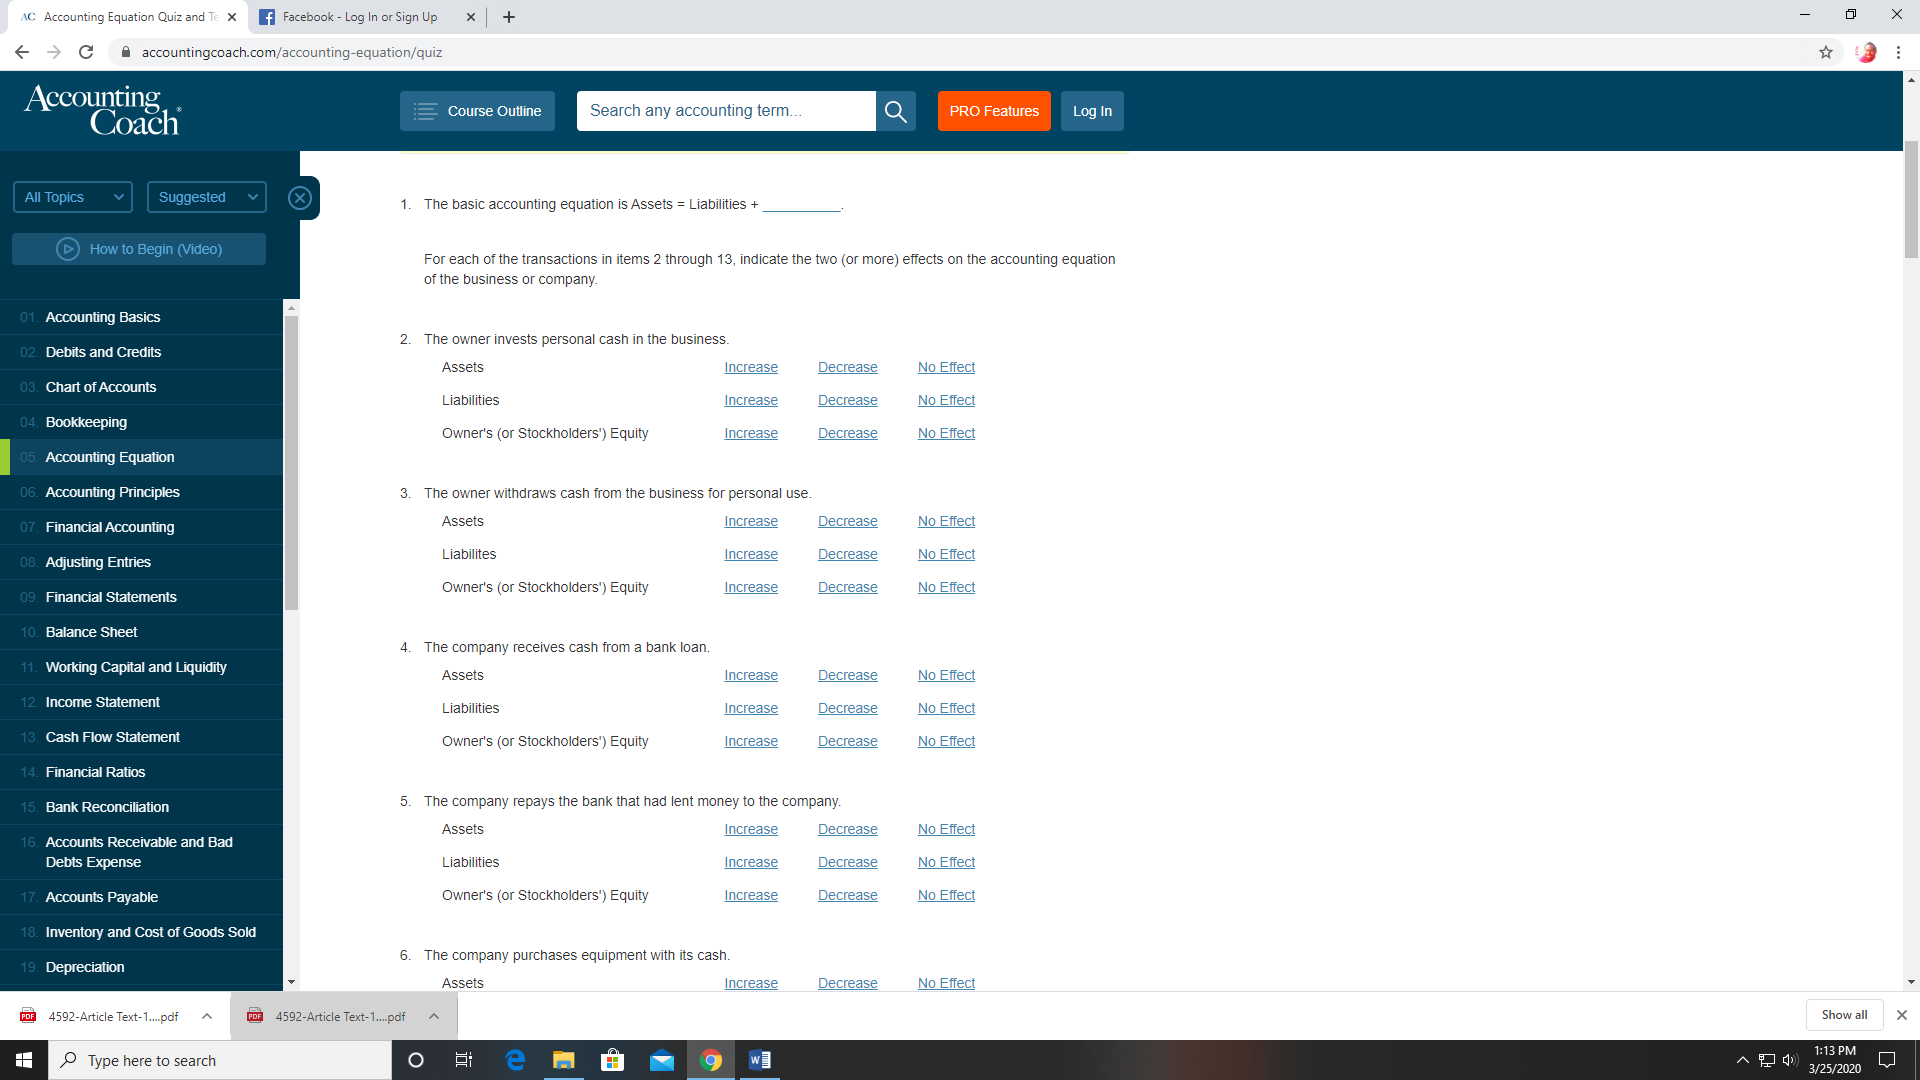 Accounting Equation Quiz and Te
Facebook - Log In or Sign Up
accountingcoach.com/accounting-equation/quiz
Accounting Coach
Course Outline
Search any accounting term...
PRO Features
Log In
All Topics
Suggested
How to Begin (Video)
01. Accounting Basics
02. Debits and Credits
03. Chart of Accounts
04. Bookkeeping
05. Accounting Equation
06. Accounting Principles
07. Financial Accounting
08. Adjusting Entries
09. Financial Statements
10. Balance Sheet
11. Working Capital and Liquidity
12. Income Statement
13. Cash Flow Statement
14. Financial Ratios
15. Bank Reconciliation
16. Accounts Receivable and Bad
Debts Expense
17. Accounts Payable
18. Inventory and Cost of Goods Sold
19. Depreciation
1. The basic accounting equation is Assets = Liabilities + __________.
For each of the transactions in items 2 through 13, indicate the two (or more) effects on the accounting equation
of the business or company.
2. The owner invests personal cash in the business.
Assets Increase Decrease No Effect
Liabilities Increase Decrease No Effect
Owner's (or Stockholders') Equity Increase Decrease No Effect
3. The owner withdraws cash from the business for personal use.
Assets Increase Decrease No Effect
Liabilites Increase Decrease No Effect
Owner's (or Stockholders') Equity Increase Decrease No Effect
4. The company receives cash from a bank loan.
Assets Increase Decrease No Effect
Liabilities Increase Decrease No Effect
Owner's (or Stockholders') Equity Increase Decrease No Effect
5. The company repays the bank that had lent money to the company.
Assets Increase Decrease No Effect
Liabilities Increase Decrease No Effect
Owner's (or Stockholders') Equity Increase Decrease No Effect
6. The company purchases equipment with its cash.
Assets Increase Decrease No Effect
4592-Article Text-1....pdf
4592-Article Text-1....pdf
Show all
Type here to search
1:13 PM
3/25/2020